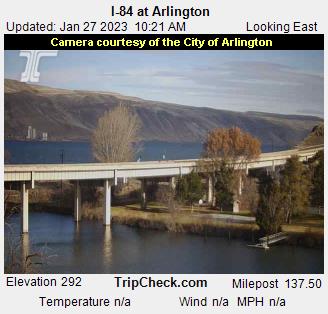 I-84 at Arlington
Updated: Jan 27 2023 10:21 AM Looking East
Camera courtesy of the City of Arlington
Elevation 292 TripCheck.com Milepost 137.50
Temperature n/a Wind n/a MPH n/a